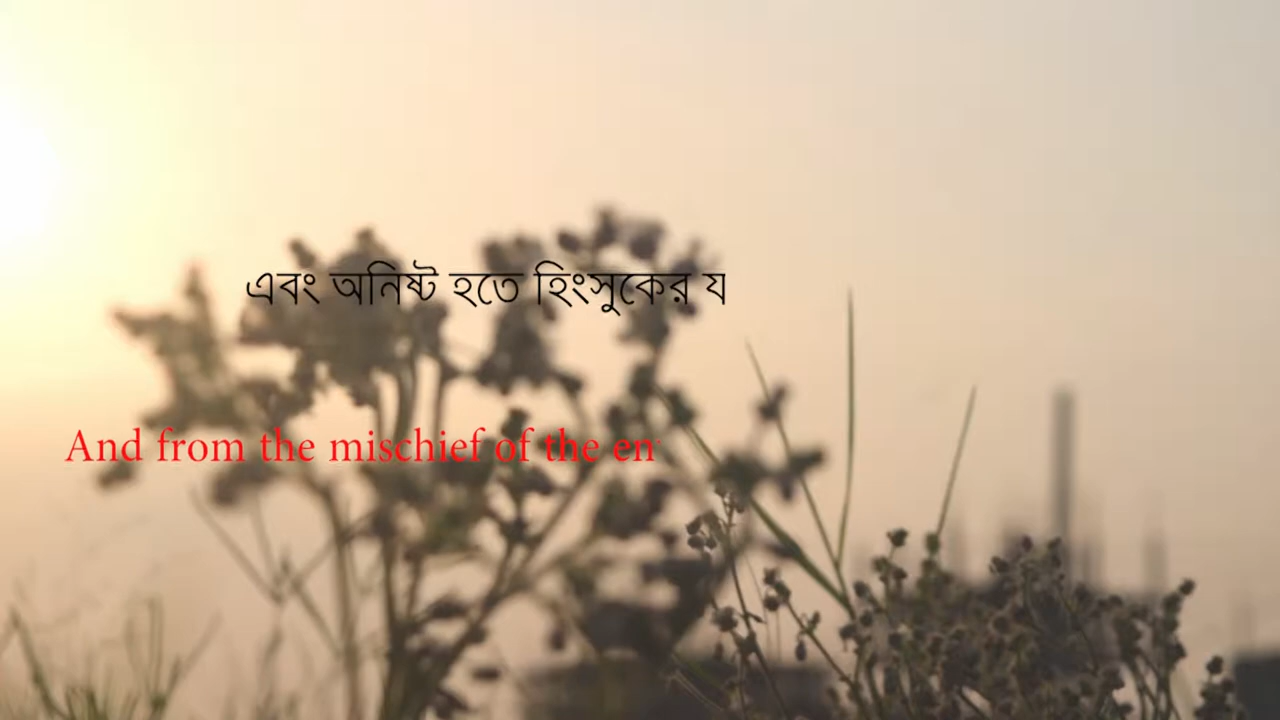 এবং অনিষ্ট হতে হিংসুকের য
And from the mischief of the en